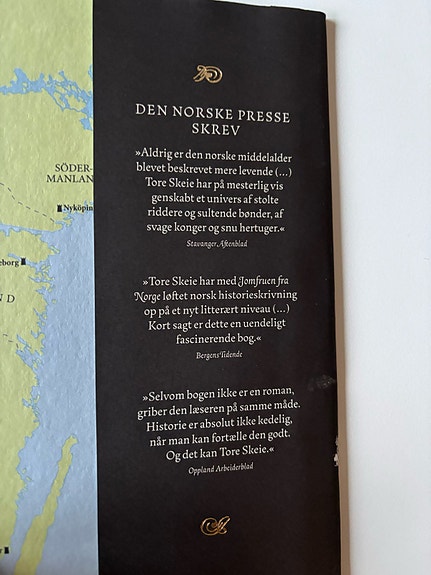 DEN NORSKE PRESSE
SKREV
»Aldrig er den norske middelalder
blevet beskrevet mere levende (…)
Tore Skeie har på mesterlig vis
genskabt et univers af stolte
riddere og sultende bønder, af
svage konger og snu hertuger.«
Stavanger Aftenblad
»Tore Skeie har med Jomfruen fra
Norge løftet norsk historieskrivning
op på et nyt litterært niveau (…)
Kort sagt er dette en uendeligt
fascinerende bog.«
Bergens Tidende
»Selvom bogen ikke er en roman,
griber den læseren på samme måde.
Historie er absolut ikke kedelig,
når man kan fortælle den godt.
Og det kan Tore Skeie.«
Oppland Arbeiderblad
SÖDER-
MANLAN
Nyköpin
eborg
N D